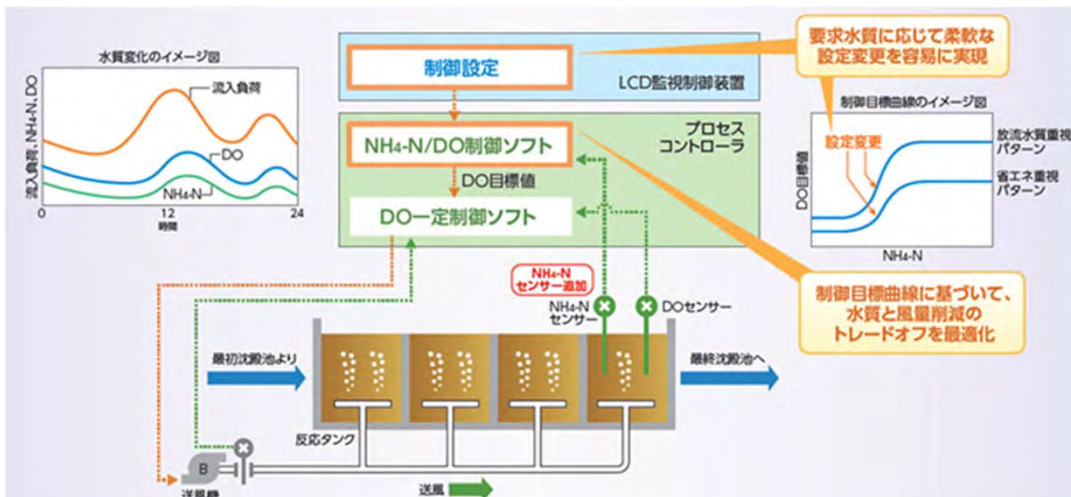 水質変化のイメージ図
流入負荷、NH4-N、DO
流入負荷
DO
NH4-N
0
12
24
時間
制御設定
LCD監視制御装置
プロセス
コントローラ
NH4-N/DO制御ソフト
DO目標値
DO一定制御ソフト
要求水質に応じて柔軟な
設定変更を容易に実現
制御目標曲線のイメージ図
DO目標値
設定変更
放流水質重視
パターン
省エネ重視
パターン
NH4-N
制御目標曲線に基づいて、
水質と風量削減の
トレードオフを最適化
NH4-N
センサー追加
NH4-N
センサー
DOセンサー
最初沈殿池より
最終沈殿池へ
反応タンク
B
送風機
送風